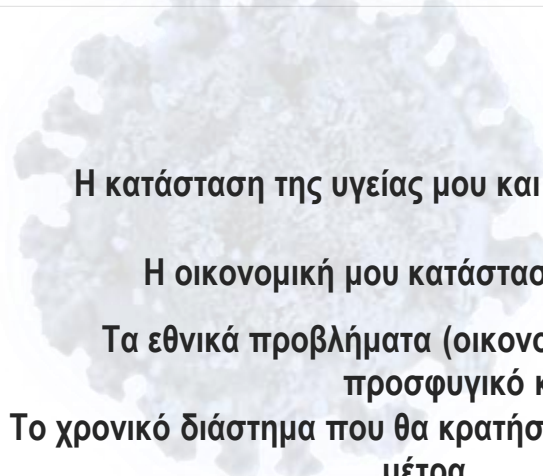 Η κατάσταση της υγείας μου και
Η οικονομική μου κατάστασ
Τα εθνικά προβλήματα (οικονο
προσφυγικό κ
Το χρονικό διάστημα που θα κρατήσ
μέτρα